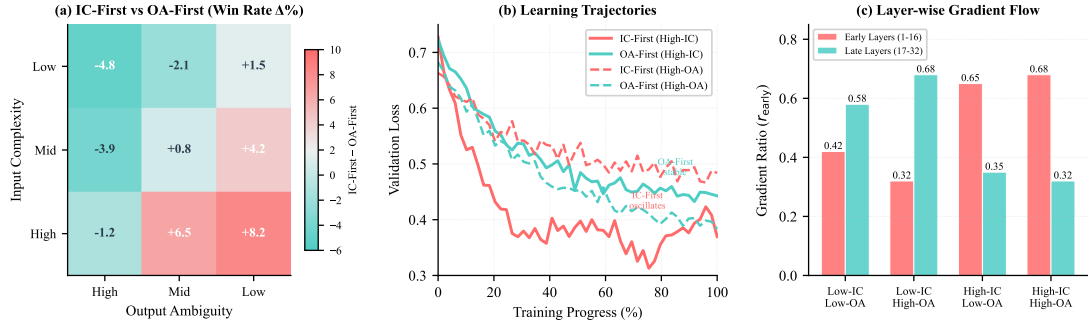 (a) IC-First vs OA-First (Win Rate Δ%)
Input Complexity
Low
Mid
High
-4.8
-2.1
+1.5
-3.9
+0.8
+4.2
-1.2
+6.5
+8.2
High
Mid
Low
Output Ambiguity
10
8
6
4
2
0
−2
−4
−6
IC-First − OA-First
(b) Learning Trajectories
Validation Loss
0.7
0.6
0.5
0.4
0.3
IC-First (High-IC)
OA-First (High-IC)
IC-First (High-OA)
OA-First (High-OA)
OA-First
stable
IC-First
oscillates
0
20
40
60
80
100
Training Progress (%)
(c) Layer-wise Gradient Flow
Gradient Ratio (r_early)
0.8
0.6
0.4
0.2
0.0
Early Layers (1-16)
Late Layers (17-32)
0.42
0.58
0.32
0.68
0.65
0.35
0.68
0.32
Low-IC
Low-OA
Low-IC
High-OA
High-IC
Low-OA
High-IC
High-OA